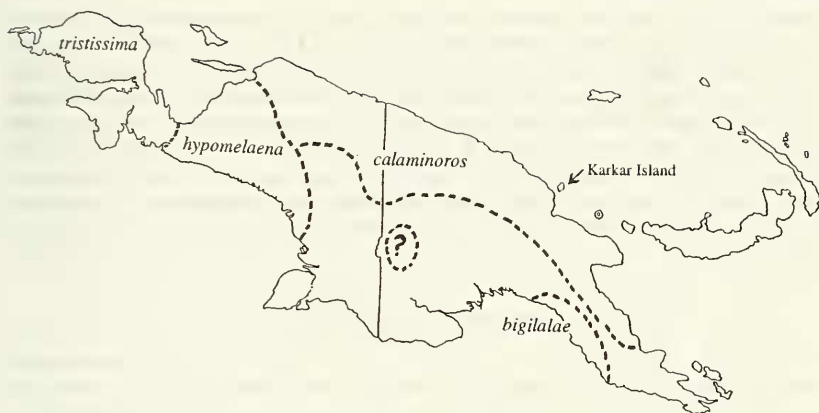 tristissima
hypomelaena
calaminoros
Karkar Island
?
bigilalae